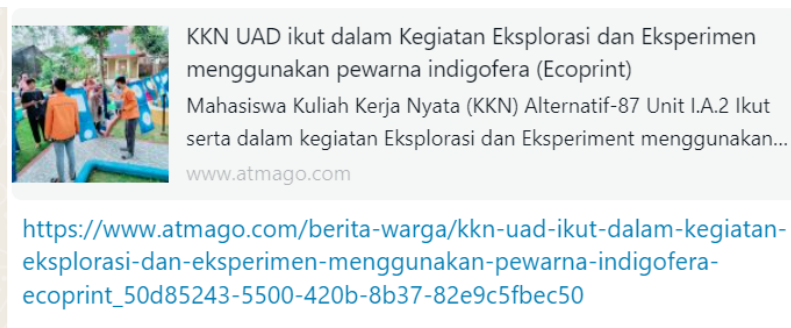 KKN UAD ikut dalam Kegiatan Eksplorasi dan Eksperimen
menggunakan pewarna indigofera (Ecoprint)
Mahasiswa Kuliah Kerja Nyata (KKN) Alternatif-87 Unit I.A.2 Ikut
serta dalam kegiatan Eksplorasi dan Eksperiment menggunakan...
www.atmago.com
https://www.atmago.com/berita-warga/kkn-uad-ikut-dalam-kegiatan-
eksplorasi-dan-eksperimen-menggunakan-pewarna-indigofera-
ecoprint_50d85243-5500-420b-8b37-82e9c5fbec50